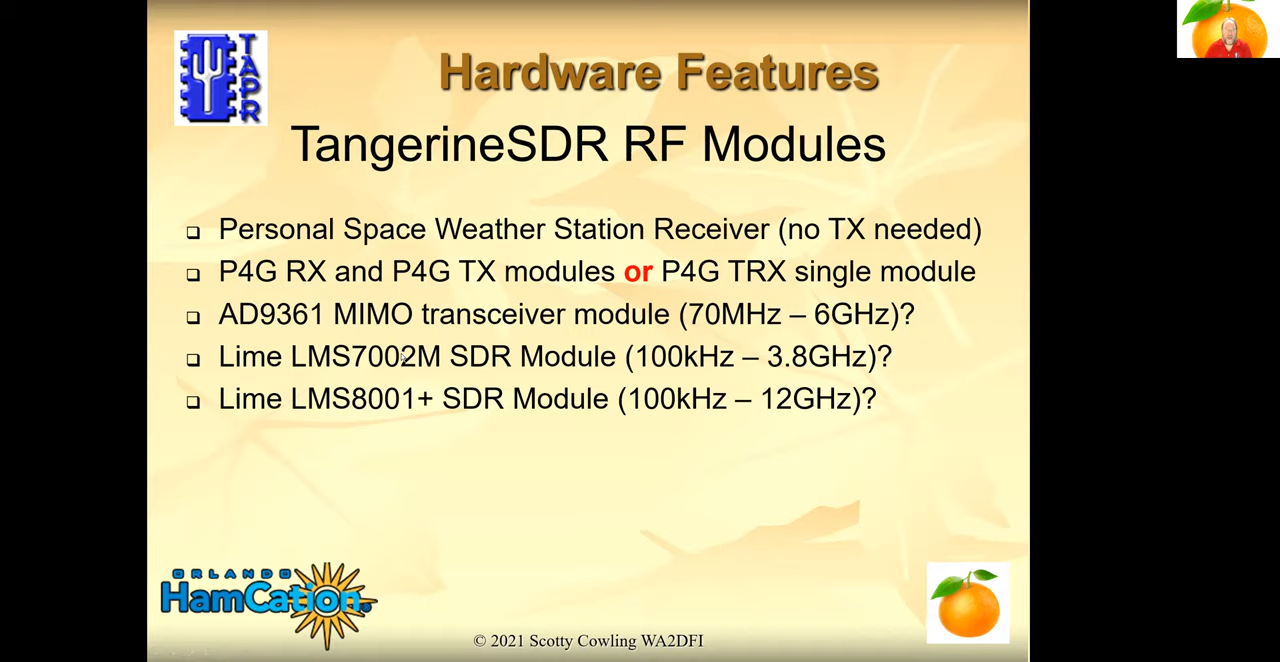 TAPR
Hardware Features
TangerineSDR RF Modules
Personal Space Weather Station Receiver (no TX needed)
P4G RX and P4G TX modules or P4G TRX single module
AD9361 MIMO transceiver module (70MHz – 6GHz)?
Lime LMS7002M SDR Module (100kHz – 3.8GHz)?
Lime LMS8001+ SDR Module (100kHz – 12GHz)?
ORLANDO
HamCation®
© 2021 Scotty Cowling WA2DFI